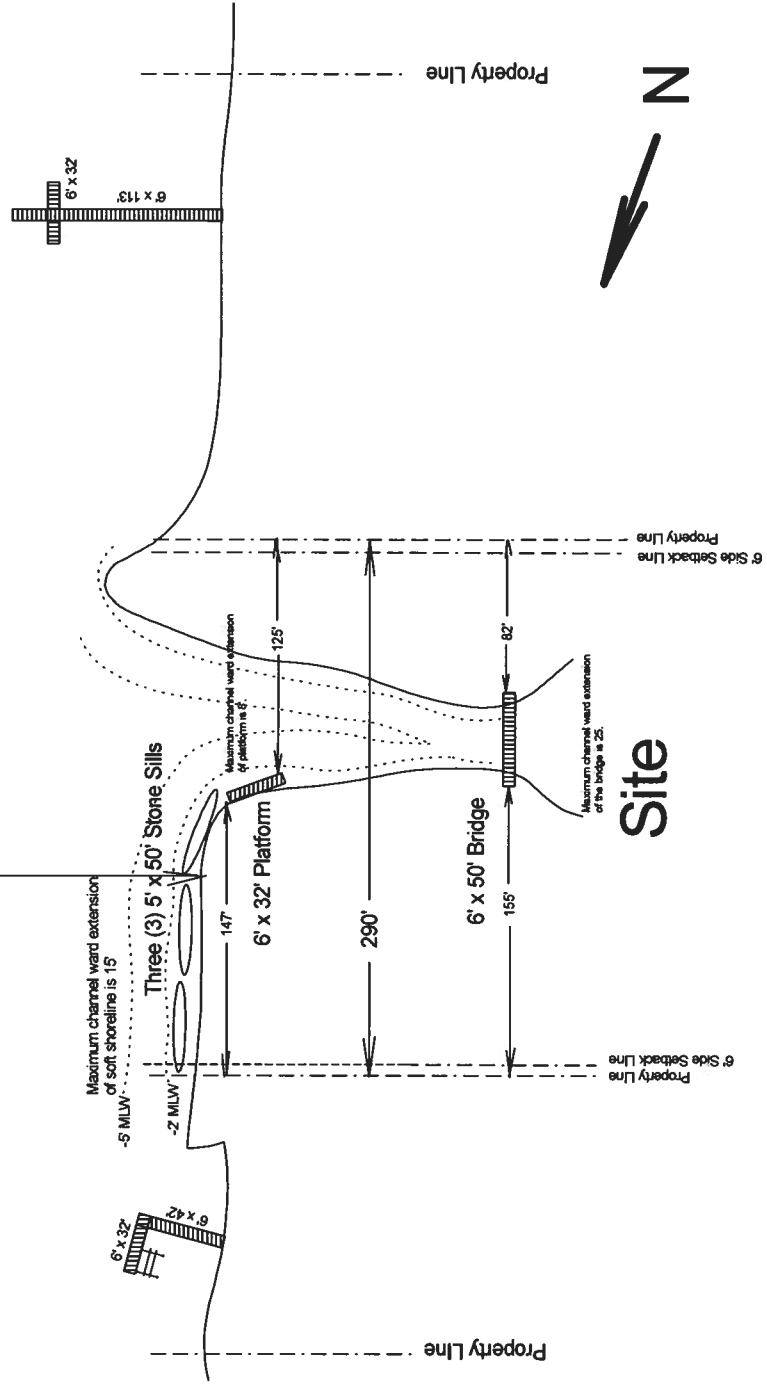 Property Line
N
6' x 32'
6' x 113'
Property Line
6' Side Setback Line
Maximum channel ward extension
of platform is 8'.
125'
82'
Maximum channel ward extension
of the bridge is 25.
Site
Three (3) 5' x 50' Stone Sills
6' x 32' Platform
290'
6' x 50' Bridge
147'
155'
Maximum channel ward extension
of soft shoreline is 15'
-5' MLW
-2' MLW
6' Side Setback Line
Property Line
6' x 32'
6' x 42'
Property Line